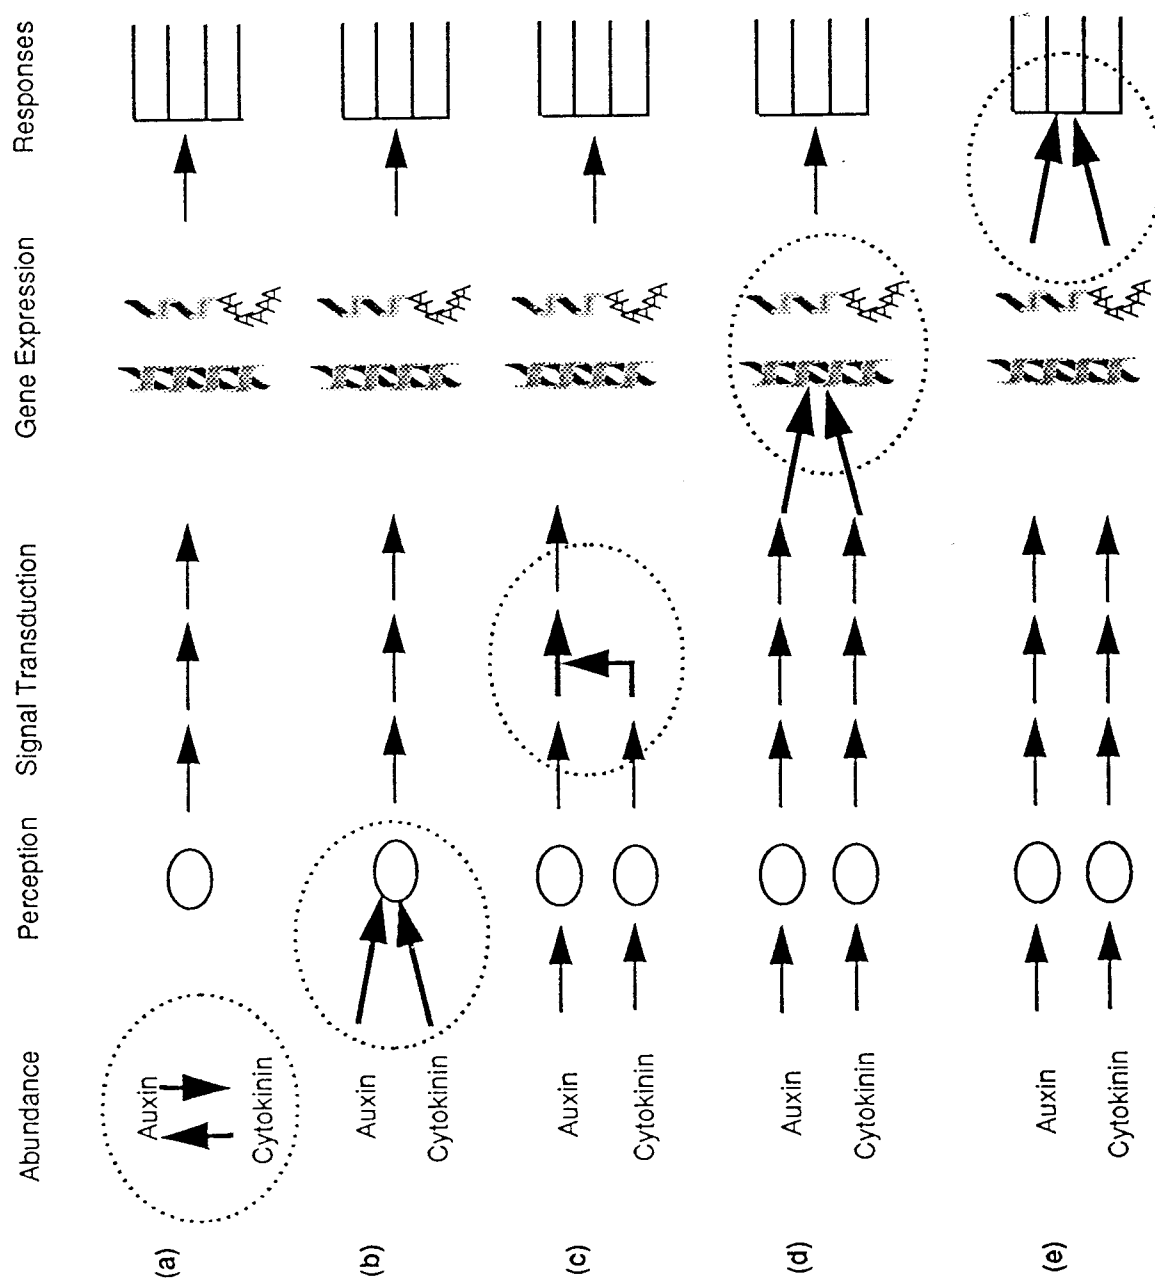 Abundance Perception Signal Transduction Gene Expression Responses
(a)
Auxin
Cytokinin
(b)
Auxin
Cytokinin
(c)
Auxin
Cytokinin
(d)
Auxin
Cytokinin
(e)
Auxin
Cytokinin